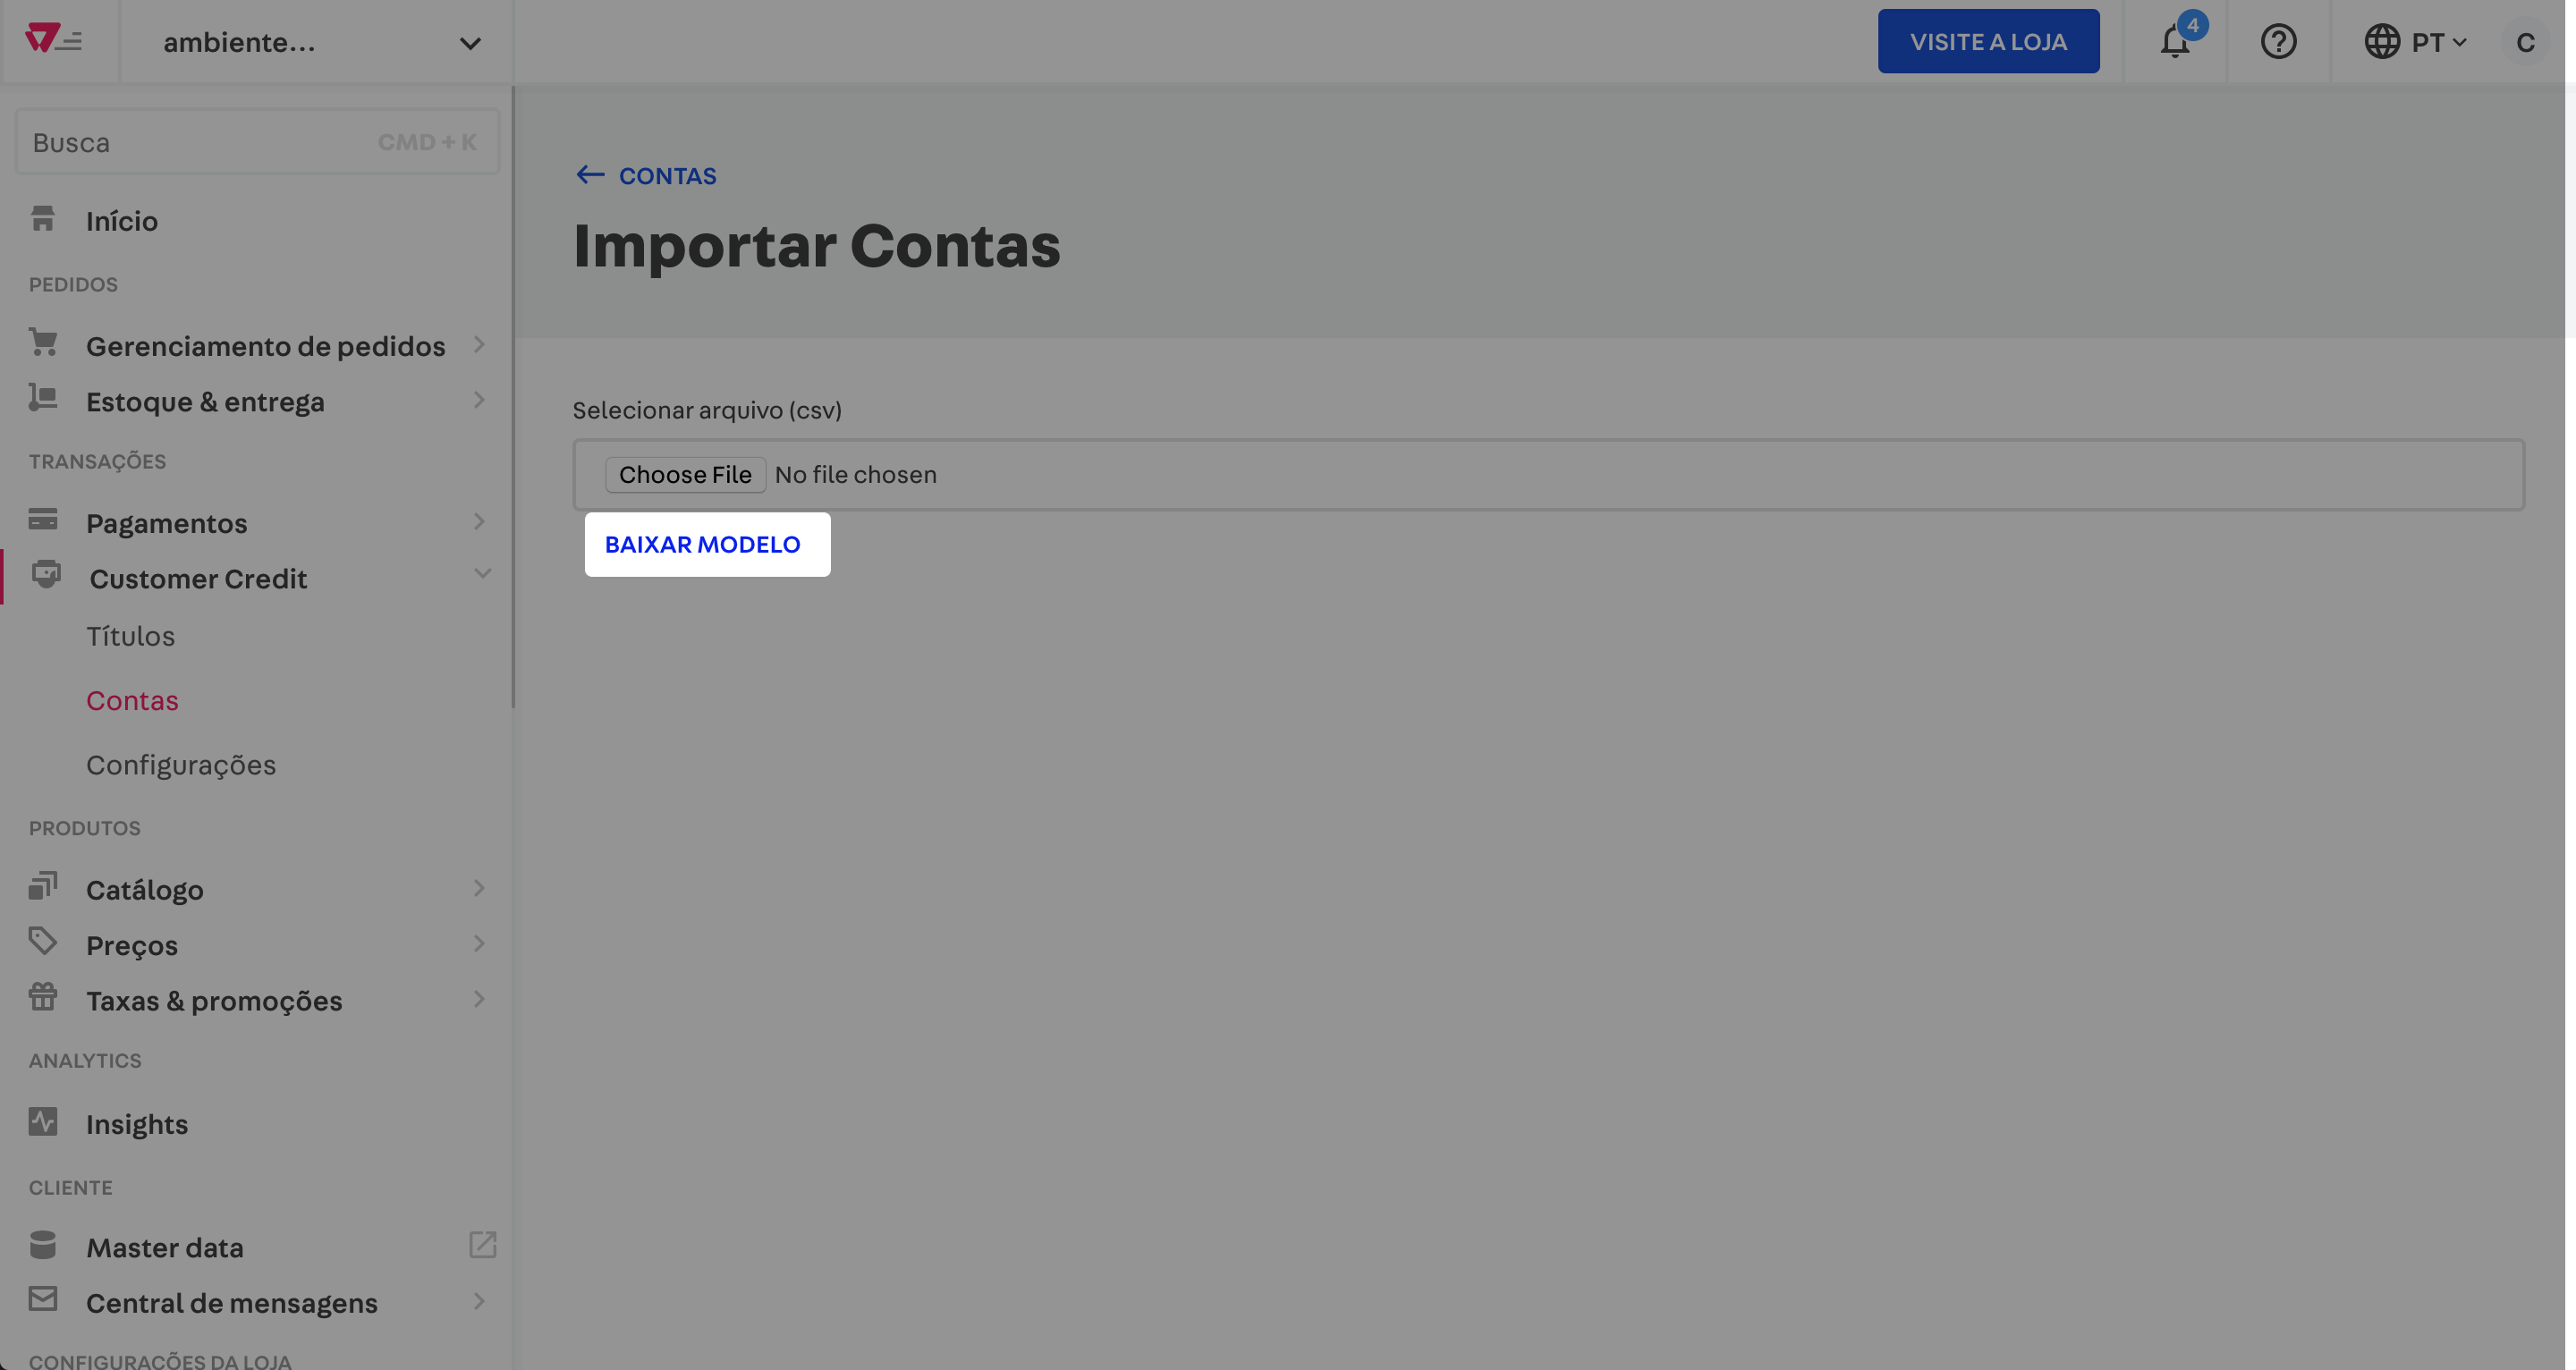 ambiente...
VISITE A LOJA
4
PT
C
Busca
CMD + K
Início
PEDIDOS
Gerenciamento de pedidos
Estoque & entrega
TRANSAÇÕES
Pagamentos
Customer Credit
Títulos
Contas
Configurações
PRODUTOS
Catálogo
Preços
Taxas & promoções
ANALYTICS
Insights
CLIENTE
Master data
Central de mensagens
CONFIGURAÇÕES DA LOJA
CONTAS
Importar Contas
Selecionar arquivo (csv)
Choose File No file chosen
BAIXAR MODELO